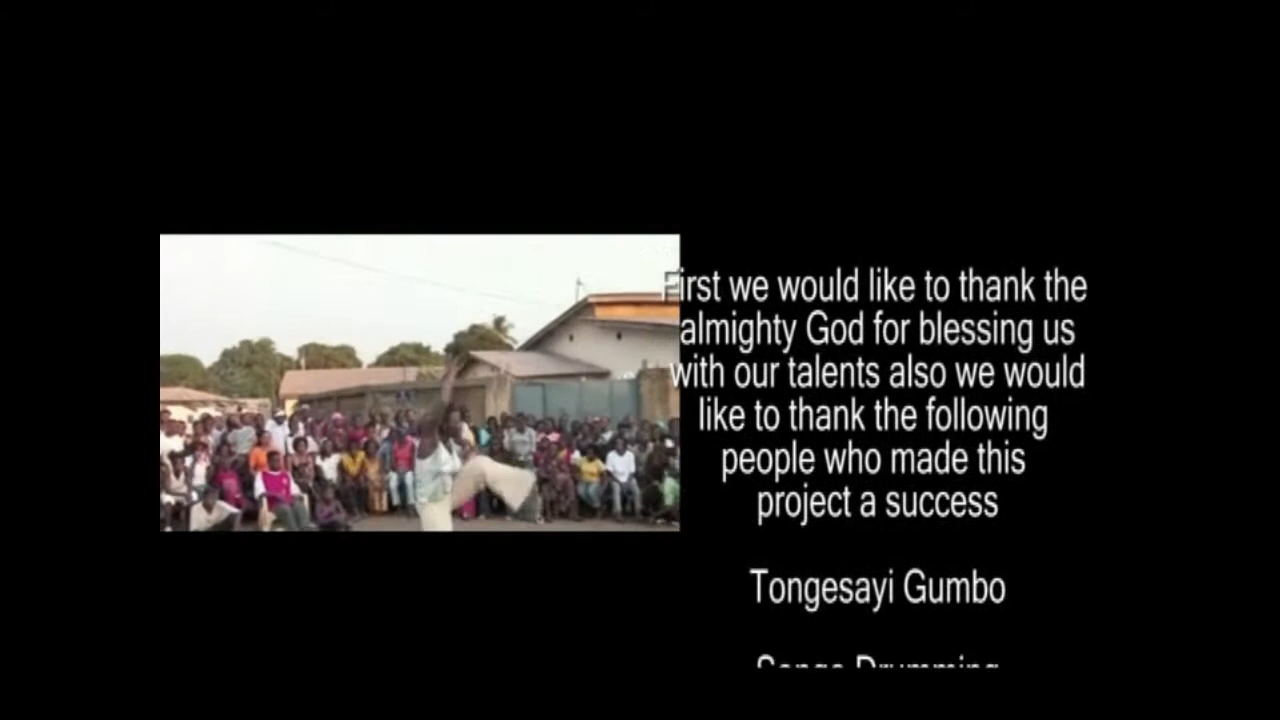 First we would like to thank the
almighty God for blessing us
with our talents also we would
like to thank the following
people who made this
project a success
Tongesayi Gumbo
Drumming